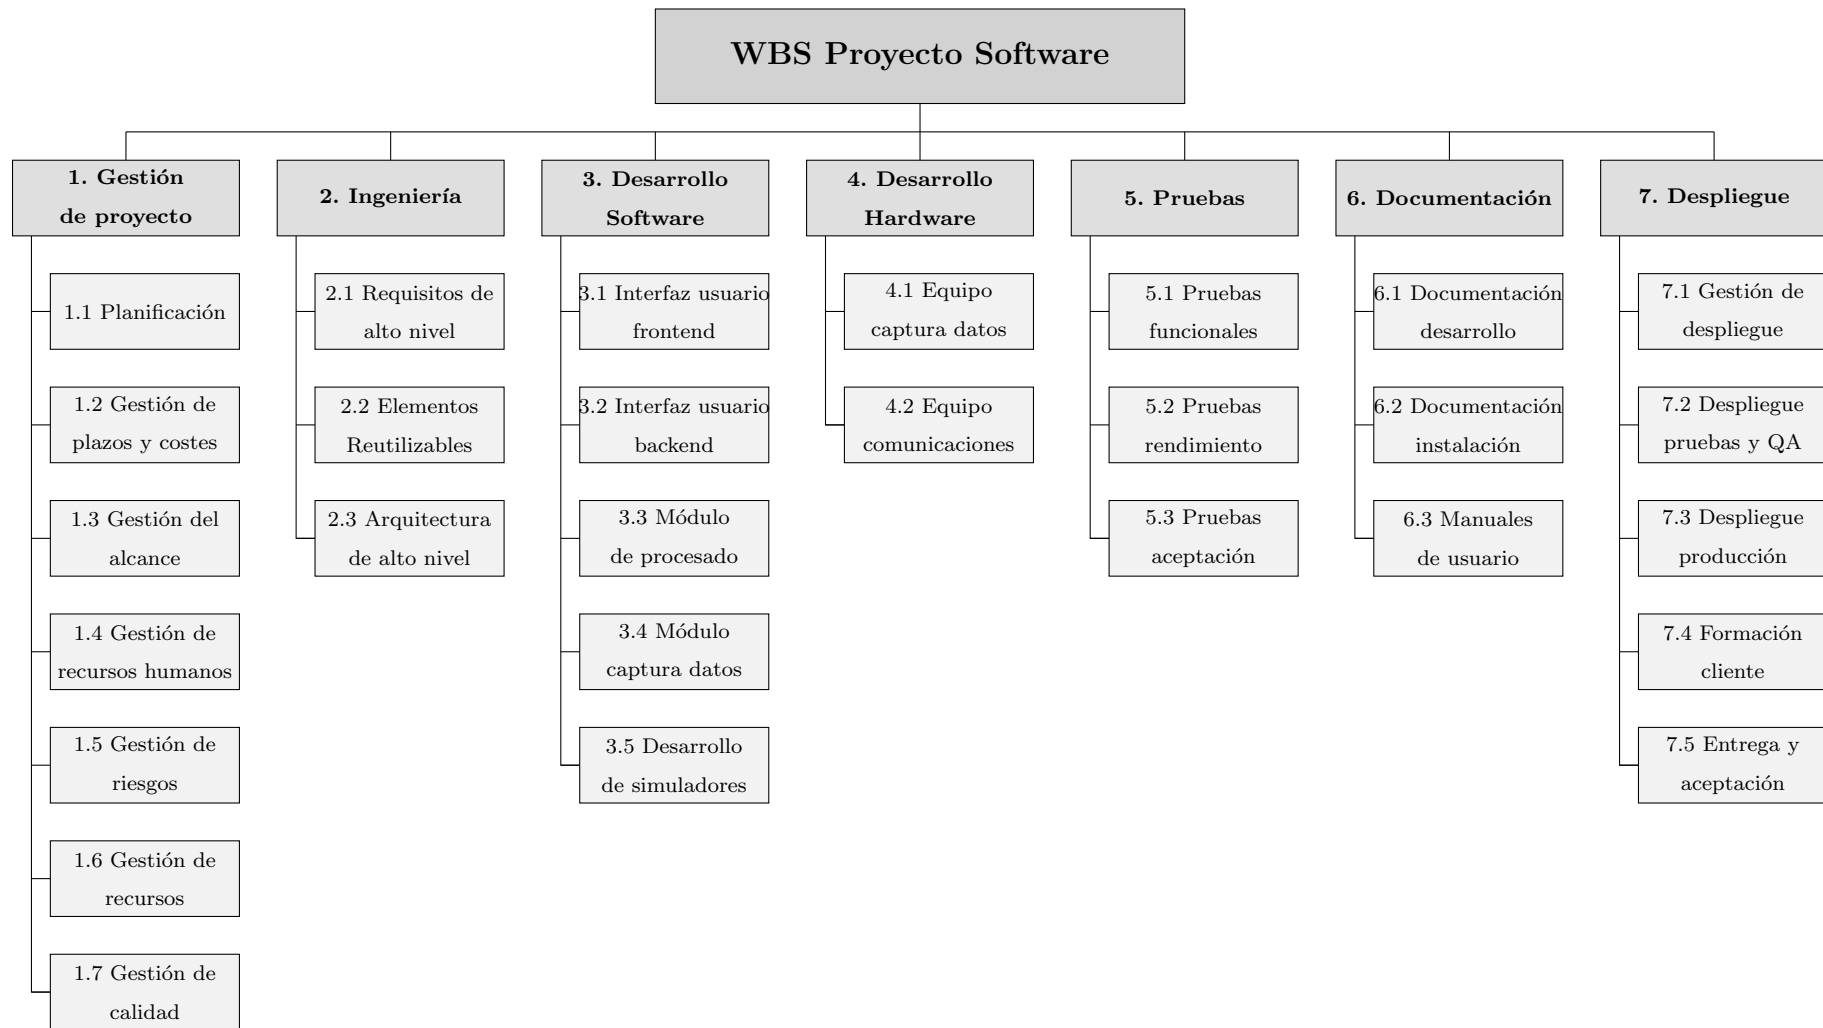 WBS Proyecto Software
1. Gestión
de proyecto
1.1 Planificación
1.2 Gestión de
plazos y costes
1.3 Gestión del
alcance
1.4 Gestión de
recursos humanos
1.5 Gestión de
riesgos
1.6 Gestión de
recursos
1.7 Gestión de
calidad
2. Ingeniería
2.1 Requisitos de
alto nivel
2.2 Elementos
Reutilizables
2.3 Arquitectura
de alto nivel
3. Desarrollo
Software
3.1 Interfaz usuario
frontend
3.2 Interfaz usuario
backend
3.3 Módulo
de procesado
3.4 Módulo
captura datos
3.5 Desarrollo
de simuladores
4. Desarrollo
Hardware
4.1 Equipo
captura datos
4.2 Equipo
comunicaciones
5. Pruebas
5.1 Pruebas
funcionales
5.2 Pruebas
rendimiento
5.3 Pruebas
aceptación
6. Documentación
6.1 Documentación
desarrollo
6.2 Documentación
instalación
6.3 Manuales
de usuario
7. Despliegue
7.1 Gestión de
despliegue
7.2 Despliegue
pruebas y QA
7.3 Despliegue
producción
7.4 Formación
cliente
7.5 Entrega y
aceptación